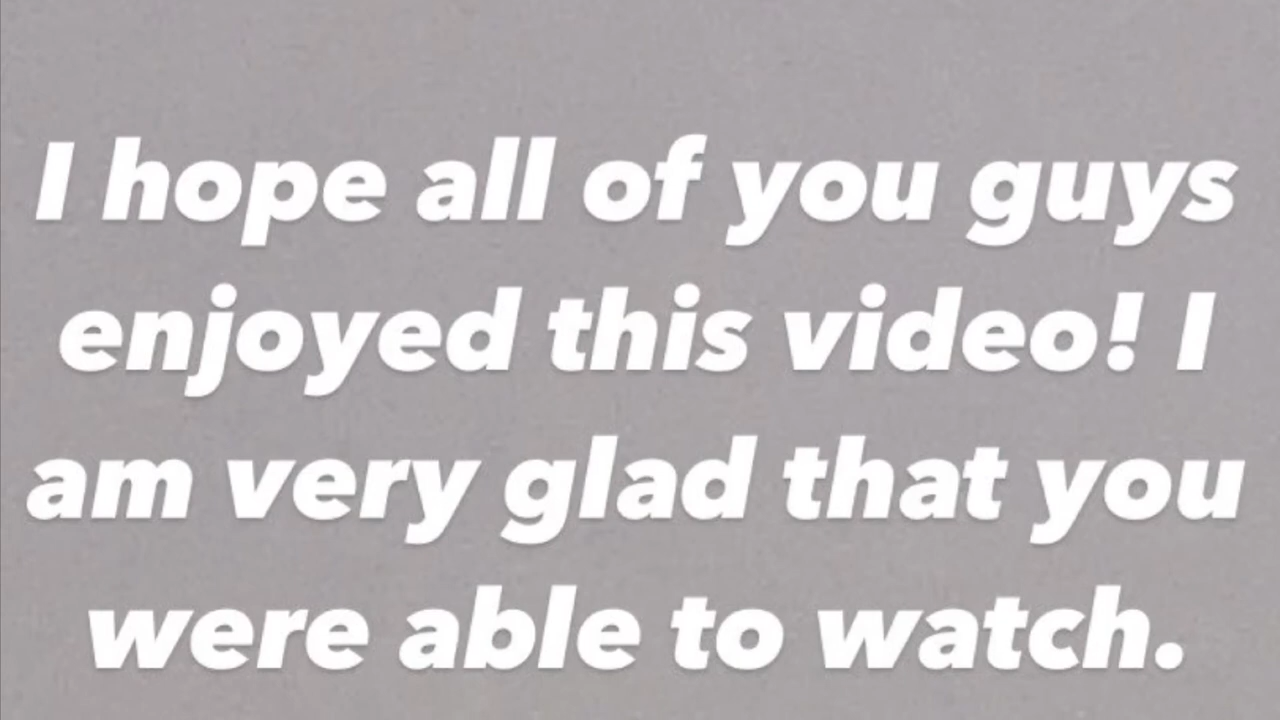 I hope all of you guys
enjoyed this video! I
am very glad that you
were able to watch.